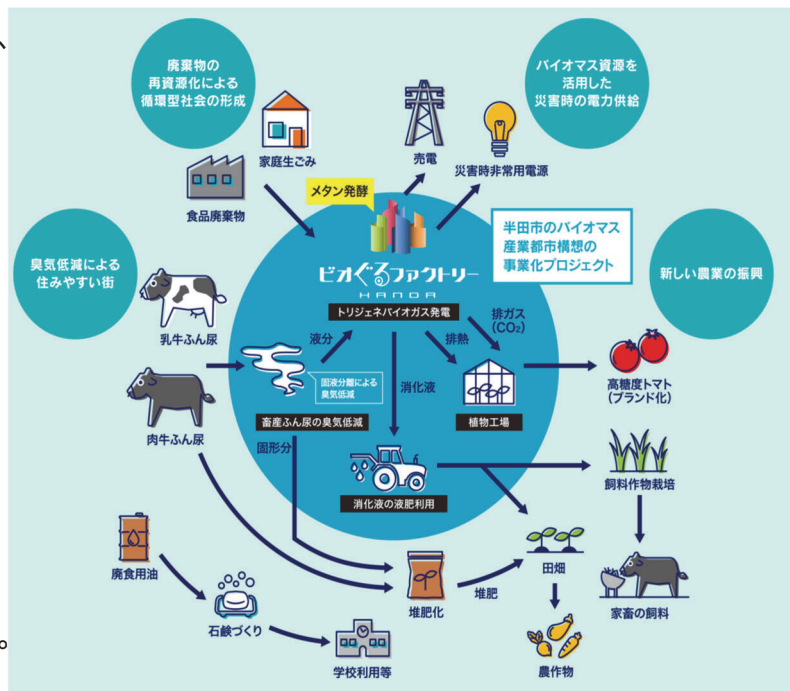 廃棄物の
再資源化による
循環型社会の形成
バイオマス資源を
活用した
災害時の電力供給
家庭生ごみ
食品廃棄物
売電
災害時非常用電源
メタン発酵
半田市のバイオマス
産業都市構想の
事業化プロジェクト
臭気低減による
住みやすい街
新しい農業の振興
ビオぐるファクトリー
HANDA
トリジェネバイオガス発電
乳牛ふん尿
液分
排熱
排ガス
(CO₂)
固液分離による
臭気低減
消化液
高糖度トマト
(ブランド化)
畜産ふん尿の臭気低減
植物工場
肉牛ふん尿
固形分
飼料作物栽培
消化液の液肥利用
廃食用油
田畑
堆肥化
堆肥
家畜の飼料
石鹸づくり
学校利用等
農作物